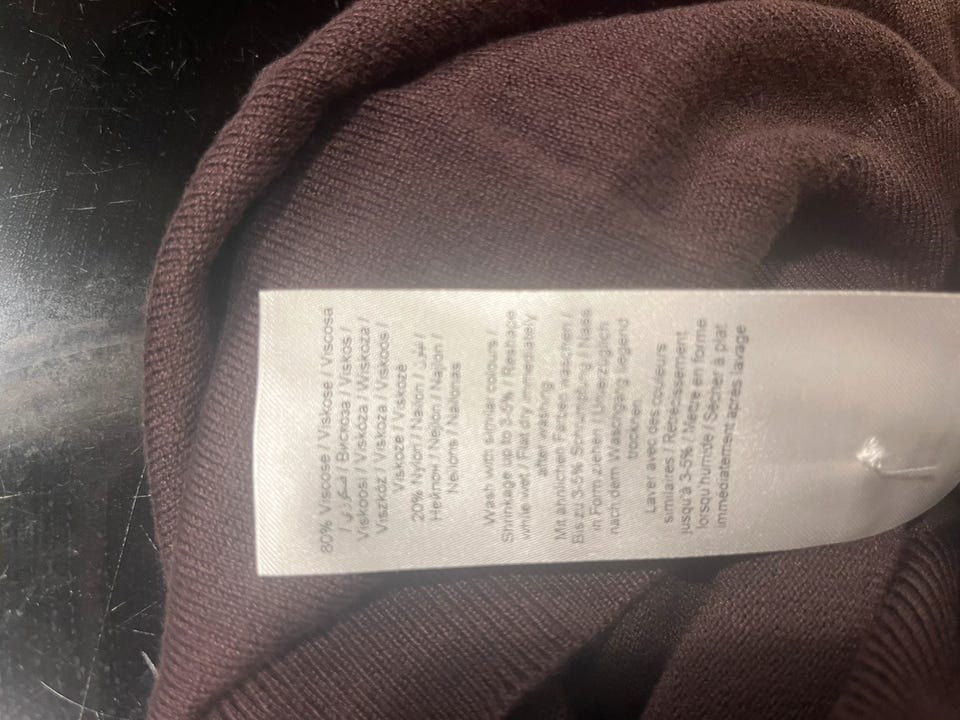 80% Viscose / Viskose / Viscosa
/ فسكوزي / Вискоза / Viskos /
Viskoosi / Viskóza / Wiskoza /
Viszkóz / Viskoza / Viskoos /
Viskoze / Viskozė
20% Nylon / Nailon / نايلون /
Нейлон / Nejlon / Najlon /
Neilons / Nailonas
Wash with similar colours /
Shrinkage up to 3-5% / Reshape
while wet / Flat dry immediately
after washing
Mit ähnlichen Farben waschen /
Bis zu 3-5% Schrumpfung / Nass
in Form ziehen / Unverzüglich
nach dem Waschgang liegend
trocknen
Laver avec des couleurs
similaires / Rétrécissement
jusqu'à 3-5% / Mettre en forme
lorsqu'humide / Sécher à plat
immédiatement après lavage